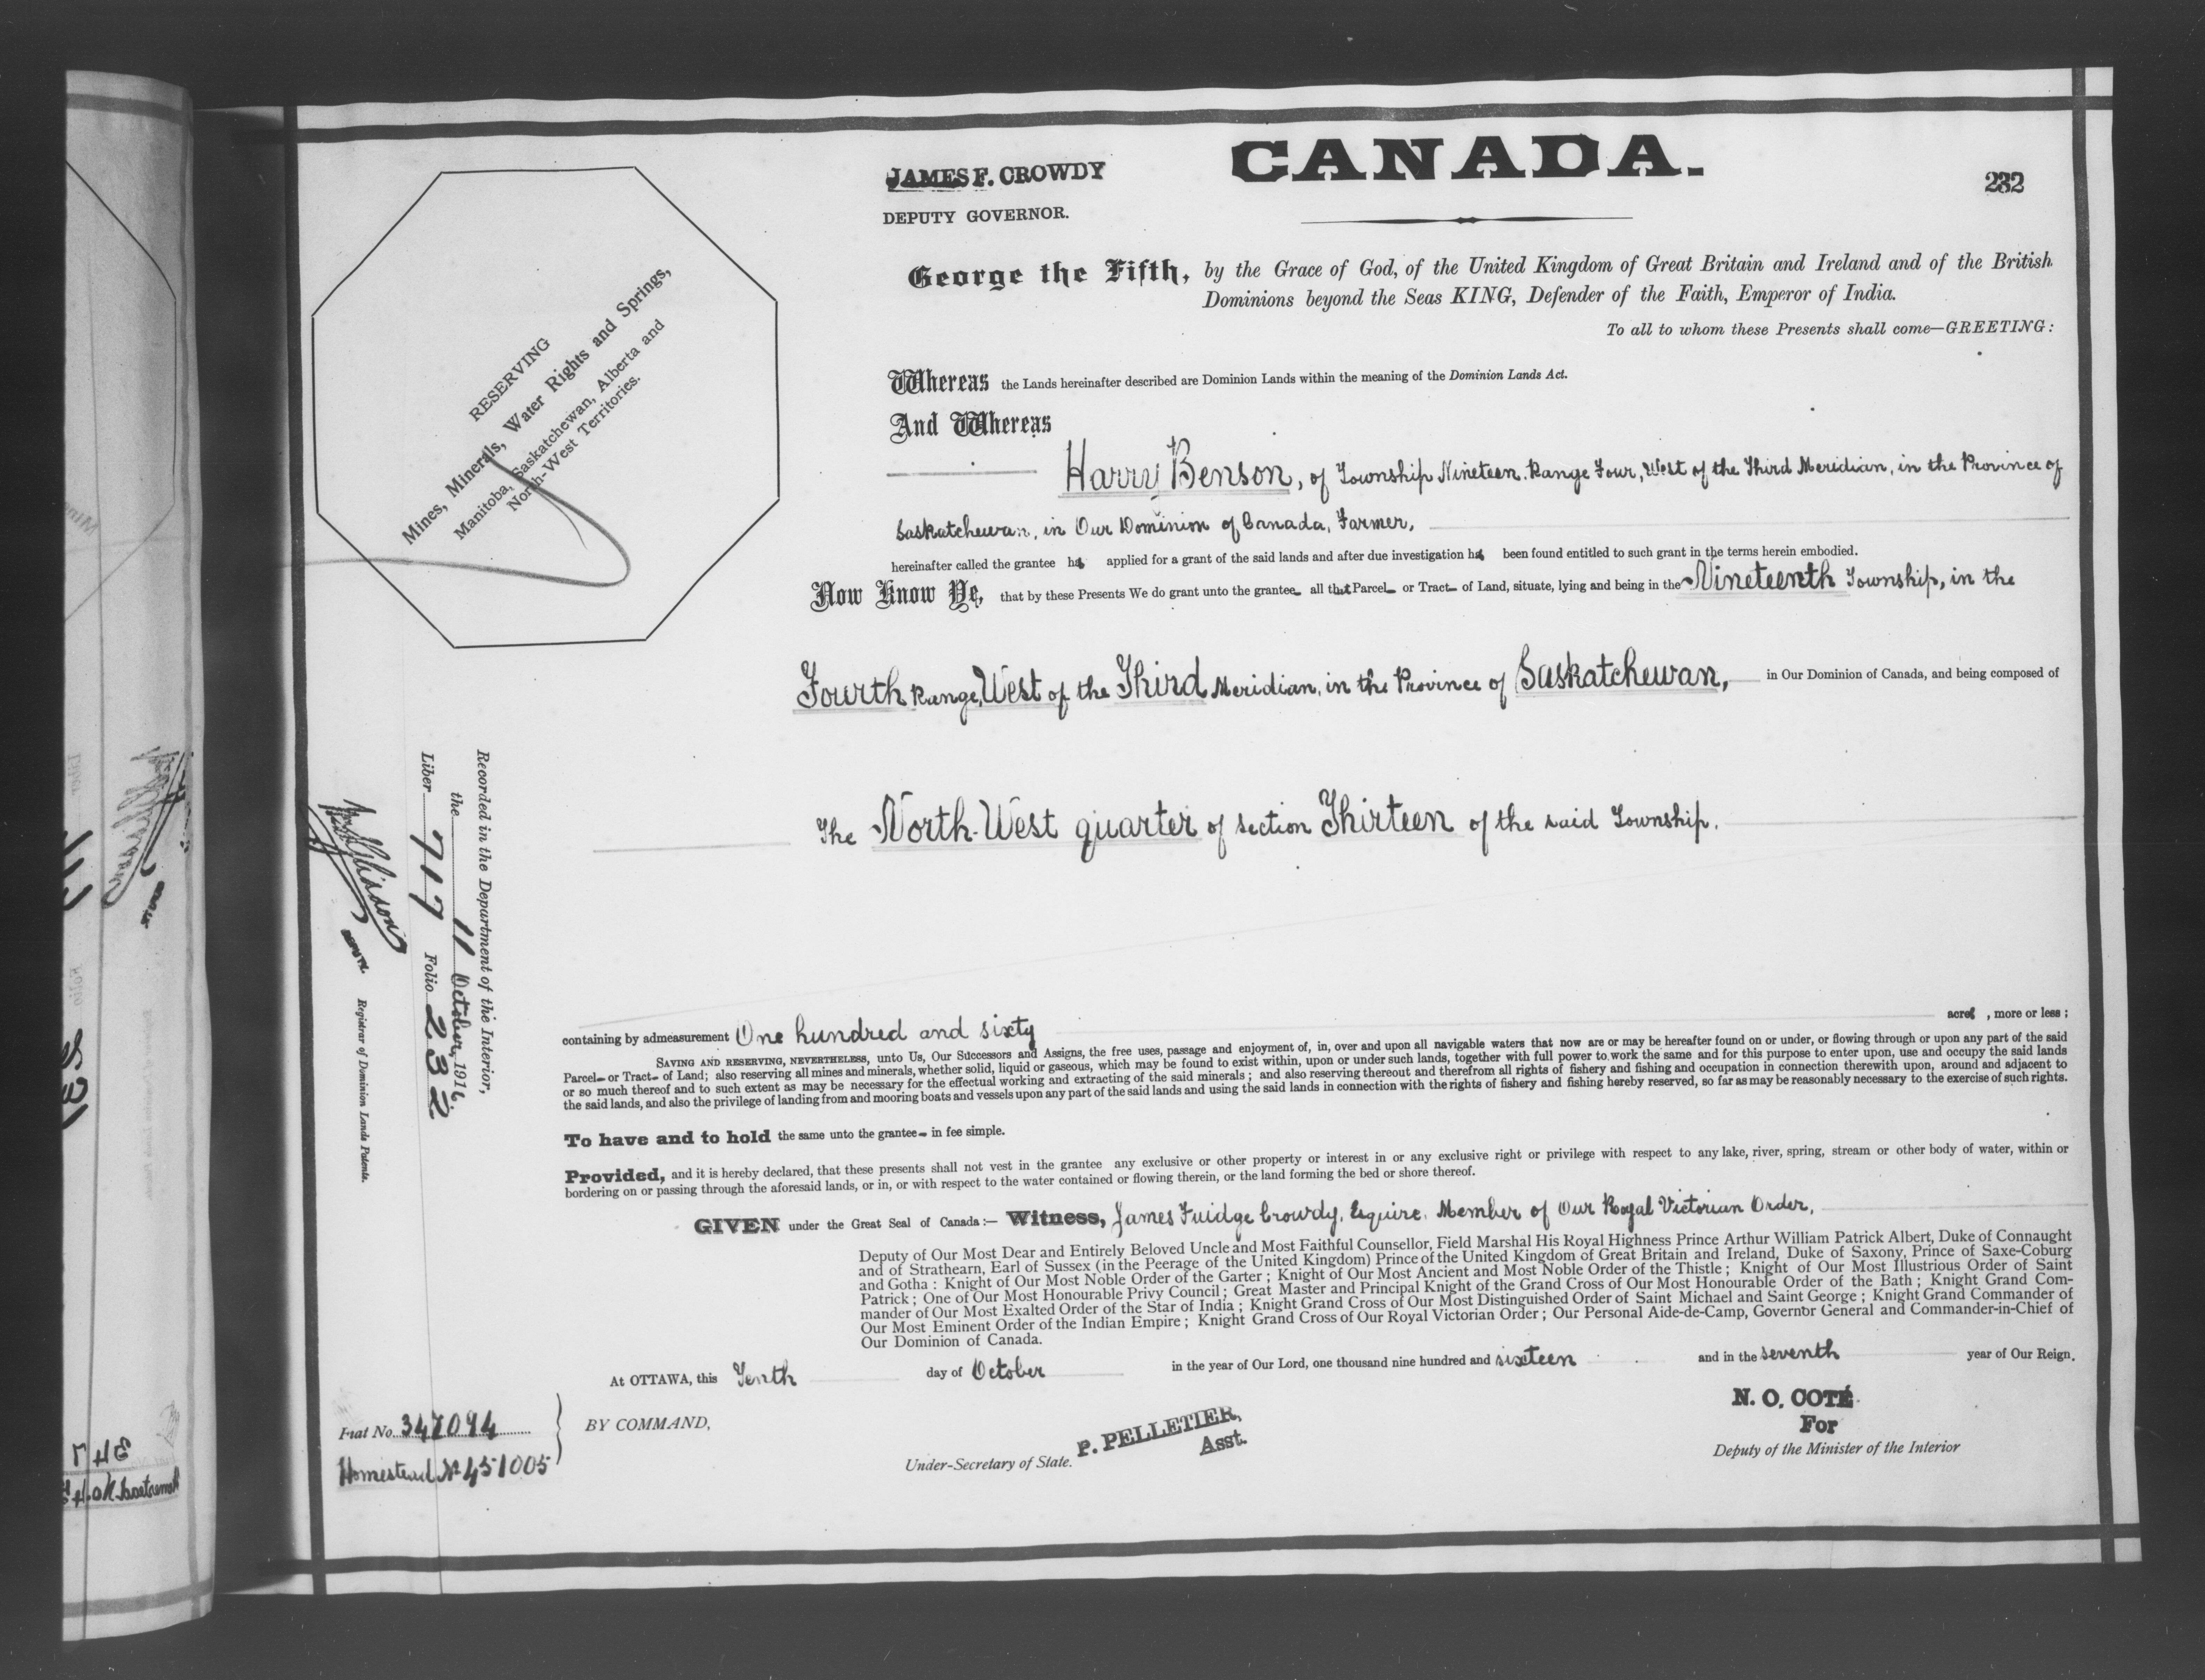 CANADA.
JAMES F. CROWDY
232
DEPUTY GOVERNOR.
George the Fifth, by the Grace of God, of the United Kingdom of Great Britain and Ireland and of the British
Dominions beyond the Seas KING, Defender of the Faith, Emperor of India.
To all to whom these Presents shall come—GREETING:
RESERVING
Mines, Minerals, Water Rights and Springs,
Manitoba, Saskatchewan, Alberta and
North-West Territories.
Whereas the Lands hereinafter described are Dominion Lands within the meaning of the Dominion Lands Act.
And Whereas
Harry Benson, of Township Nineteen, Range Four, West of the Third Meridian, in the Province of
Saskatchewan, in Our Dominion of Canada, Farmer,
hereinafter called the grantee has applied for a grant of the said lands and after due investigation has been found entitled to such grant in the terms herein embodied.
Now Know Ye, that by these Presents We do grant unto the grantee all that Parcel or Tract of Land, situate, lying and being in the Nineteenth Township, in the
Fourth Range, West of the Third Meridian, in the Province of Saskatchewan, in Our Dominion of Canada, and being composed of
The North-West quarter of section Thirteen of the said Township.
Recorded in the Department of the Interior,
the 11 October, 1916.
Liber 717 Folio 232
DEPUTY. Registrar of Dominion Lands Patents.
containing by admeasurement One hundred and sixty acres, more or less;
SAVING AND RESERVING, NEVERTHELESS, unto Us, Our Successors and Assigns, the free uses, passage and enjoyment of, in, over and upon all navigable waters that now are or may be hereafter found on or under, or flowing through or upon any part of the said
Parcel or Tract of Land; also reserving all mines and minerals, whether solid, liquid or gaseous, which may be found to exist within, upon or under such lands, together with full power to work the same and for this purpose to enter upon, use and occupy the said lands
or so much thereof and to such extent as may be necessary for the effectual working and extracting of the said minerals; and also reserving thereout and therefrom all rights of fishery and fishing and occupation in connection therewith upon, around and adjacent to
the said lands, and also the privilege of landing from and mooring boats and vessels upon any part of the said lands and using the said lands in connection with the rights of fishery and fishing hereby reserved, so far as may be reasonably necessary to the exercise of such rights.
To have and to hold the same unto the grantee in fee simple.
Provided, and it is hereby declared, that these presents shall not vest in the grantee any exclusive or other property or interest in or any exclusive right or privilege with respect to any lake, river, spring, stream or other body of water, within or
bordering on or passing through the aforesaid lands, or in, or with respect to the water contained or flowing therein, or the land forming the bed or shore thereof.
GIVEN under the Great Seal of Canada:— Witness, James Fuidge Crowdy, Esquire, Member of Our Royal Victorian Order,
Deputy of Our Most Dear and Entirely Beloved Uncle and Most Faithful Counsellor, Field Marshal His Royal Highness Prince Arthur William Patrick Albert, Duke of Connaught
and of Strathearn, Earl of Sussex (in the Peerage of the United Kingdom) Prince of the United Kingdom of Great Britain and Ireland, Duke of Saxony, Prince of Saxe-Coburg
and Gotha: Knight of Our Most Noble Order of the Garter; Knight of Our Most Ancient and Most Noble Order of the Thistle; Knight of Our Most Illustrious Order of Saint
Patrick; One of Our Most Honourable Privy Council; Great Master and Principal Knight of the Grand Cross of Our Most Honourable Order of the Bath; Knight Grand Com-
mander of Our Most Exalted Order of the Star of India; Knight Grand Cross of Our Most Distinguished Order of Saint Michael and Saint George; Knight Grand Commander of
Our Most Eminent Order of the Indian Empire; Knight Grand Cross of Our Royal Victorian Order; Our Personal Aide-de-Camp, Governor General and Commander-in-Chief of
Our Dominion of Canada.
At OTTAWA, this Tenth day of October in the year of Our Lord, one thousand nine hundred and sixteen and in the seventh year of Our Reign.
Fiat No. 347094
Homestead No 451005
BY COMMAND,
P. PELLETIER,
Asst.
Under-Secretary of State.
N. O. COTÉ
For
Deputy of the Minister of the Interior